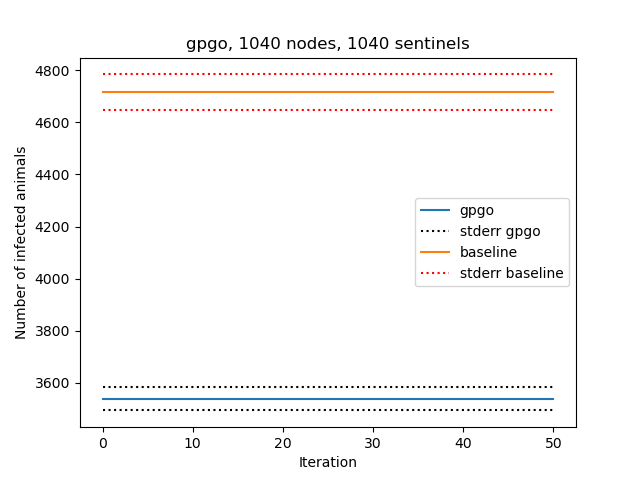 gpgo, 1040 nodes, 1040 sentinels
4800
4600
4400
4200
4000
3800
3600
Number of infected animals
gpgo
stderr gpgo
baseline
stderr baseline
0 10 20 30 40 50
Iteration